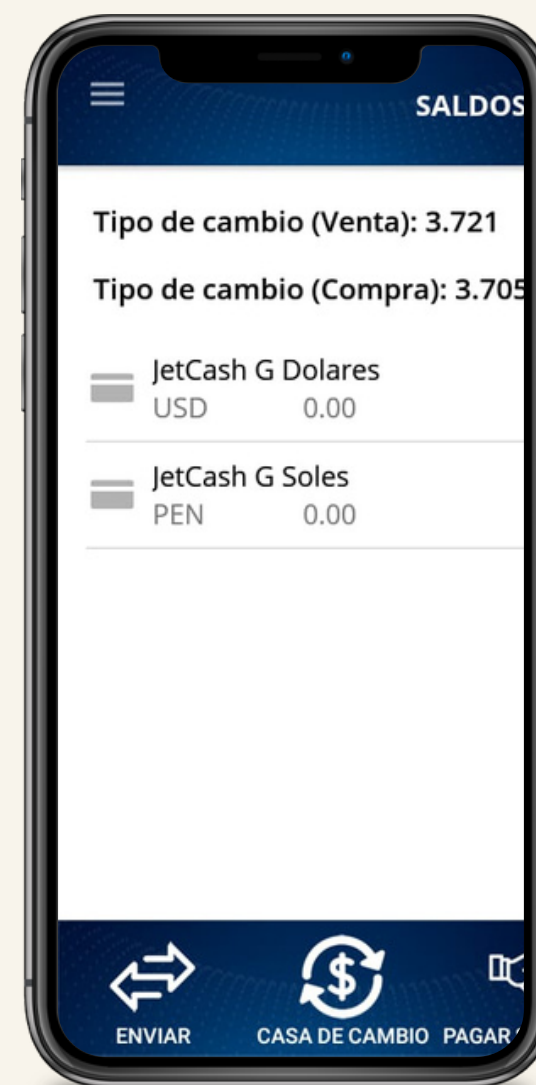 SALDOS
Tipo de cambio (Venta): 3.721
Tipo de cambio (Compra): 3.705
JetCash G Dolares
USD 0.00
JetCash G Soles
PEN 0.00
ENVIAR CASA DE CAMBIO PAGAR